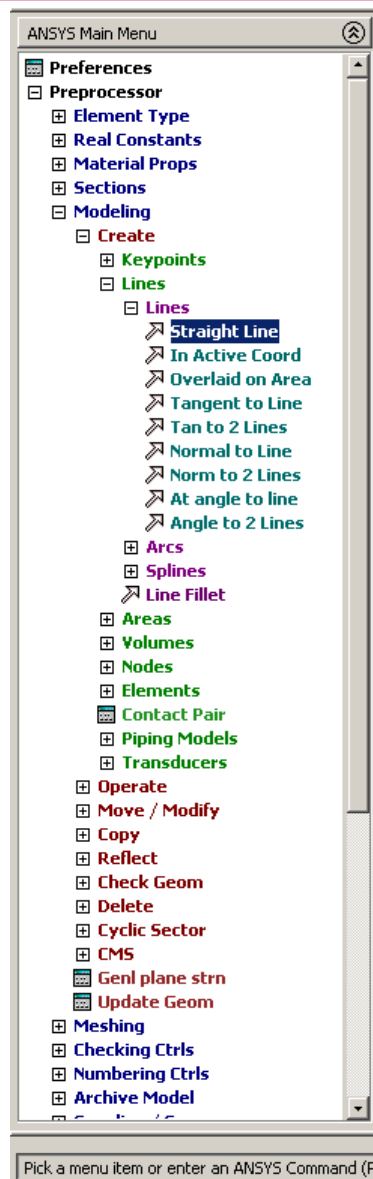 ANSYS Main Menu
Preferences
Preprocessor
Element Type
Real Constants
Material Props
Sections
Modeling
Create
Keypoints
Lines
Lines
Straight Line
In Active Coord
Overlaid on Area
Tangent to Line
Tan to 2 Lines
Normal to Line
Norm to 2 Lines
At angle to line
Angle to 2 Lines
Arcs
Splines
Line Fillet
Areas
Volumes
Nodes
Elements
Contact Pair
Piping Models
Transducers
Operate
Move / Modify
Copy
Reflect
Check Geom
Delete
Cyclic Sector
CMS
Genl plane strn
Update Geom
Meshing
Checking Ctrls
Numbering Ctrls
Archive Model
Pick a menu item or enter an ANSYS Command (P